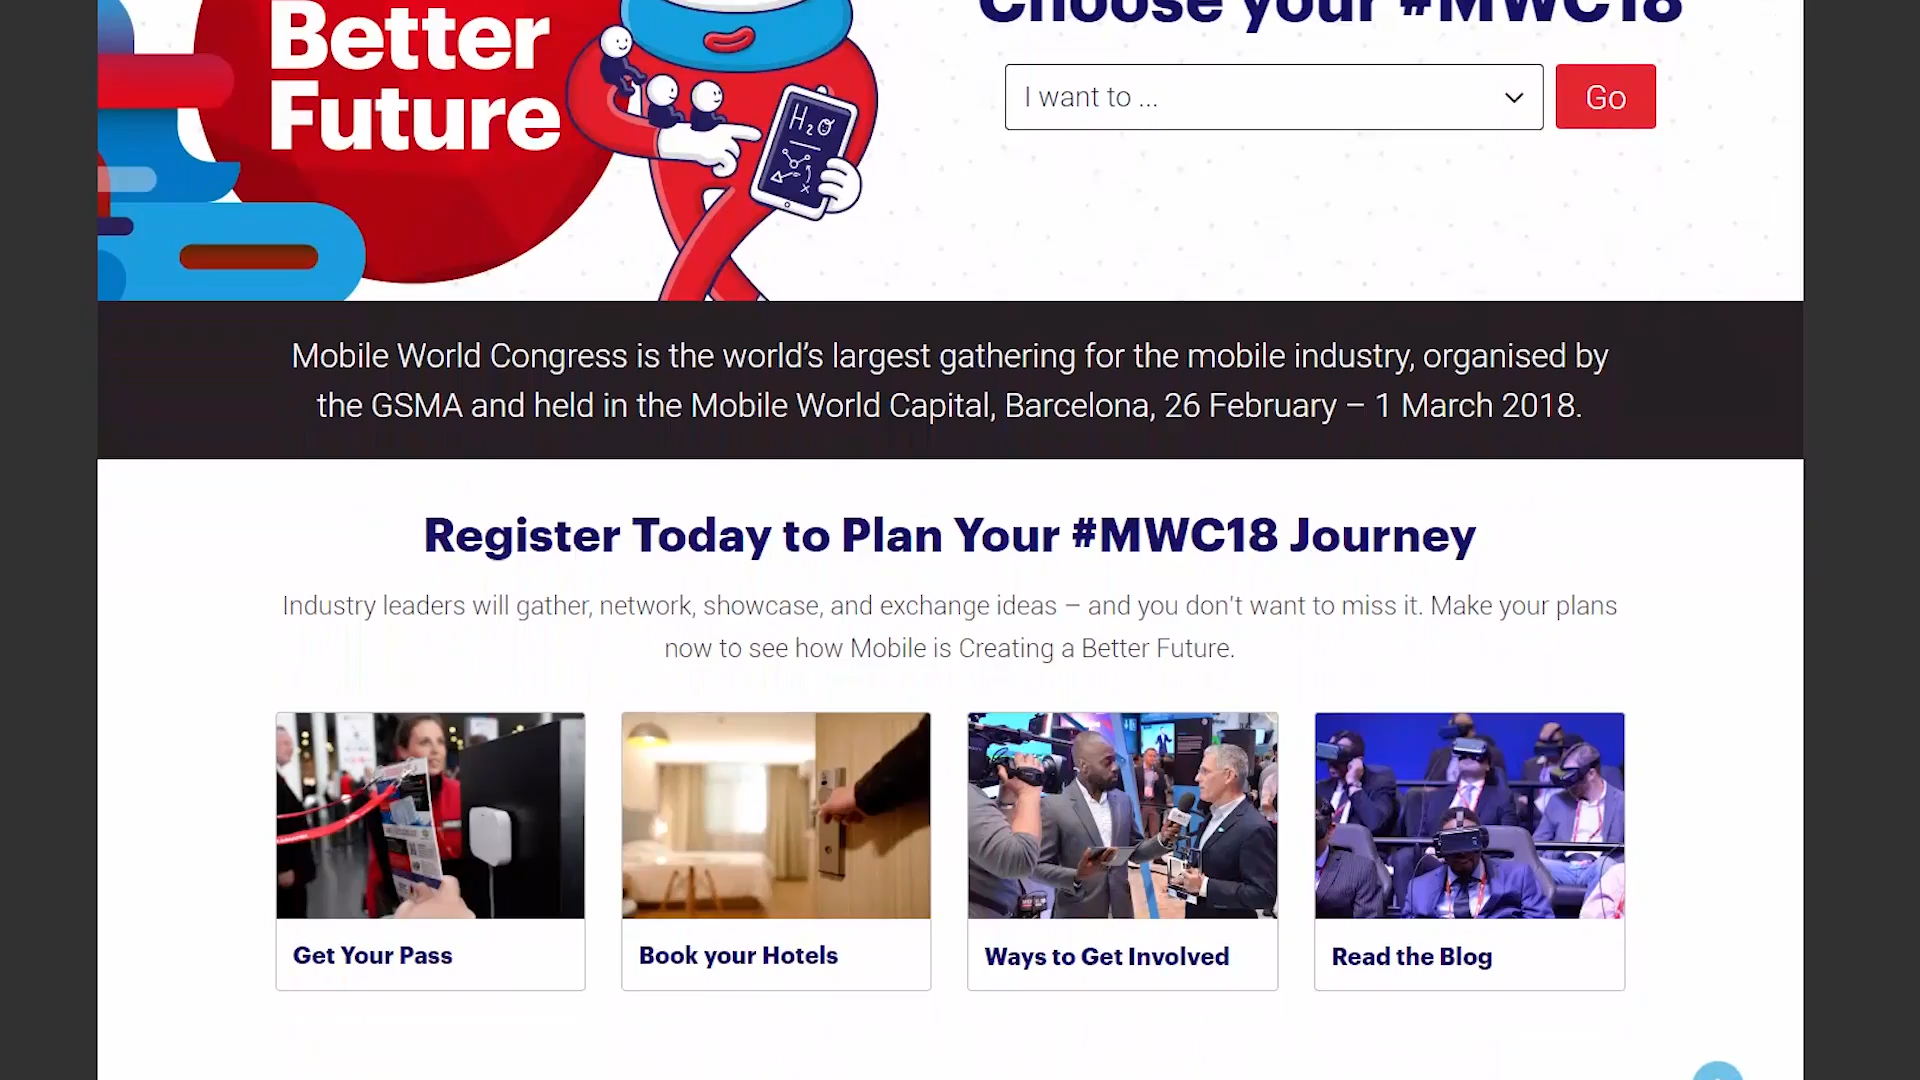 Better
Future
Choose your #MWC18
I want to ...
Go
H₂O
Mobile World Congress is the world's largest gathering for the mobile industry, organised by
the GSMA and held in the Mobile World Capital, Barcelona, 26 February – 1 March 2018.
Register Today to Plan Your #MWC18 Journey
Industry leaders will gather, network, showcase, and exchange ideas – and you don't want to miss it. Make your plans
now to see how Mobile is Creating a Better Future.
Get Your Pass
Book your Hotels
Ways to Get Involved
Read the Blog